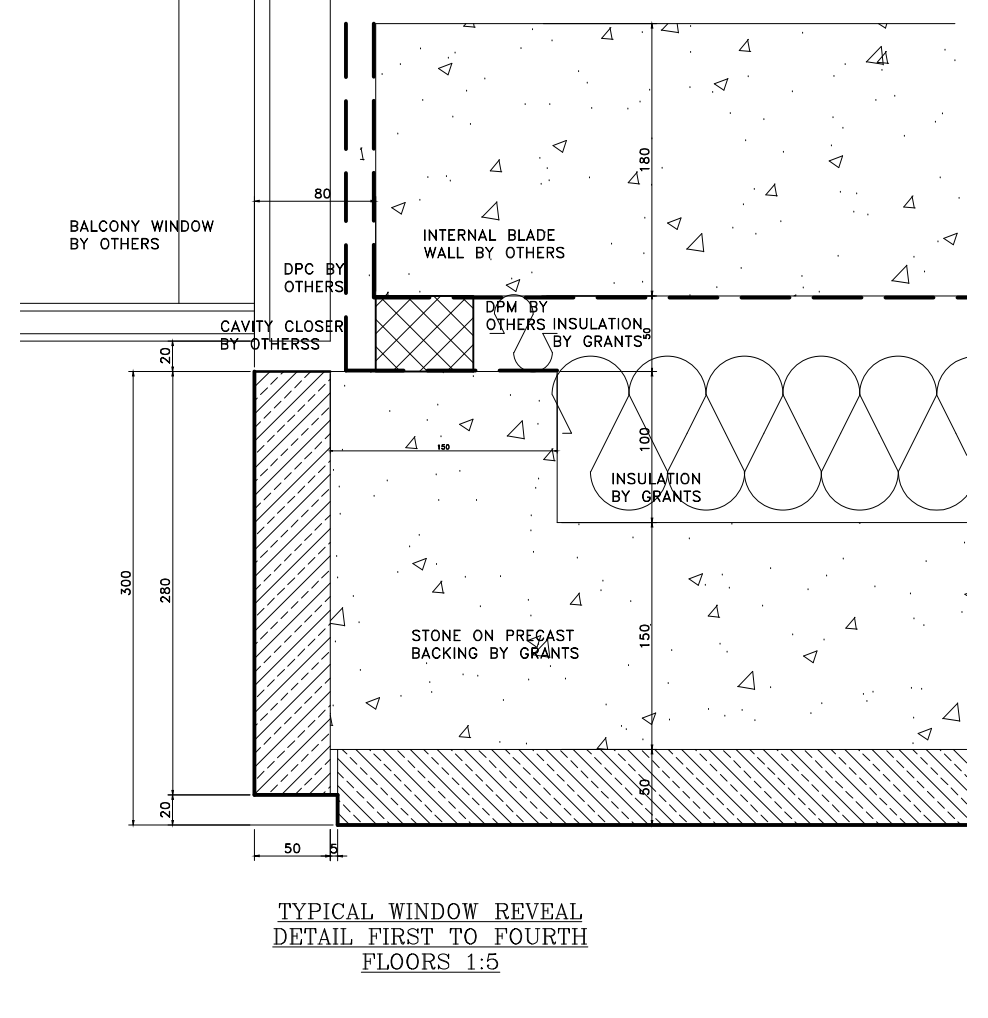 180
80
BALCONY WINDOW
BY OTHERS
INTERNAL BLADE
WALL BY OTHERS
DPC BY
OTHERS
DPM BY
OTHERS
INSULATION
BY GRANTS
50
CAVITY CLOSER
BY OTHERSS
20
100
150
INSULATION
BY GRANTS
300
280
150
STONE ON PRECAST
BACKING BY GRANTS
50
20
50
5
TYPICAL WINDOW REVEAL
DETAIL FIRST TO FOURTH
FLOORS 1:5